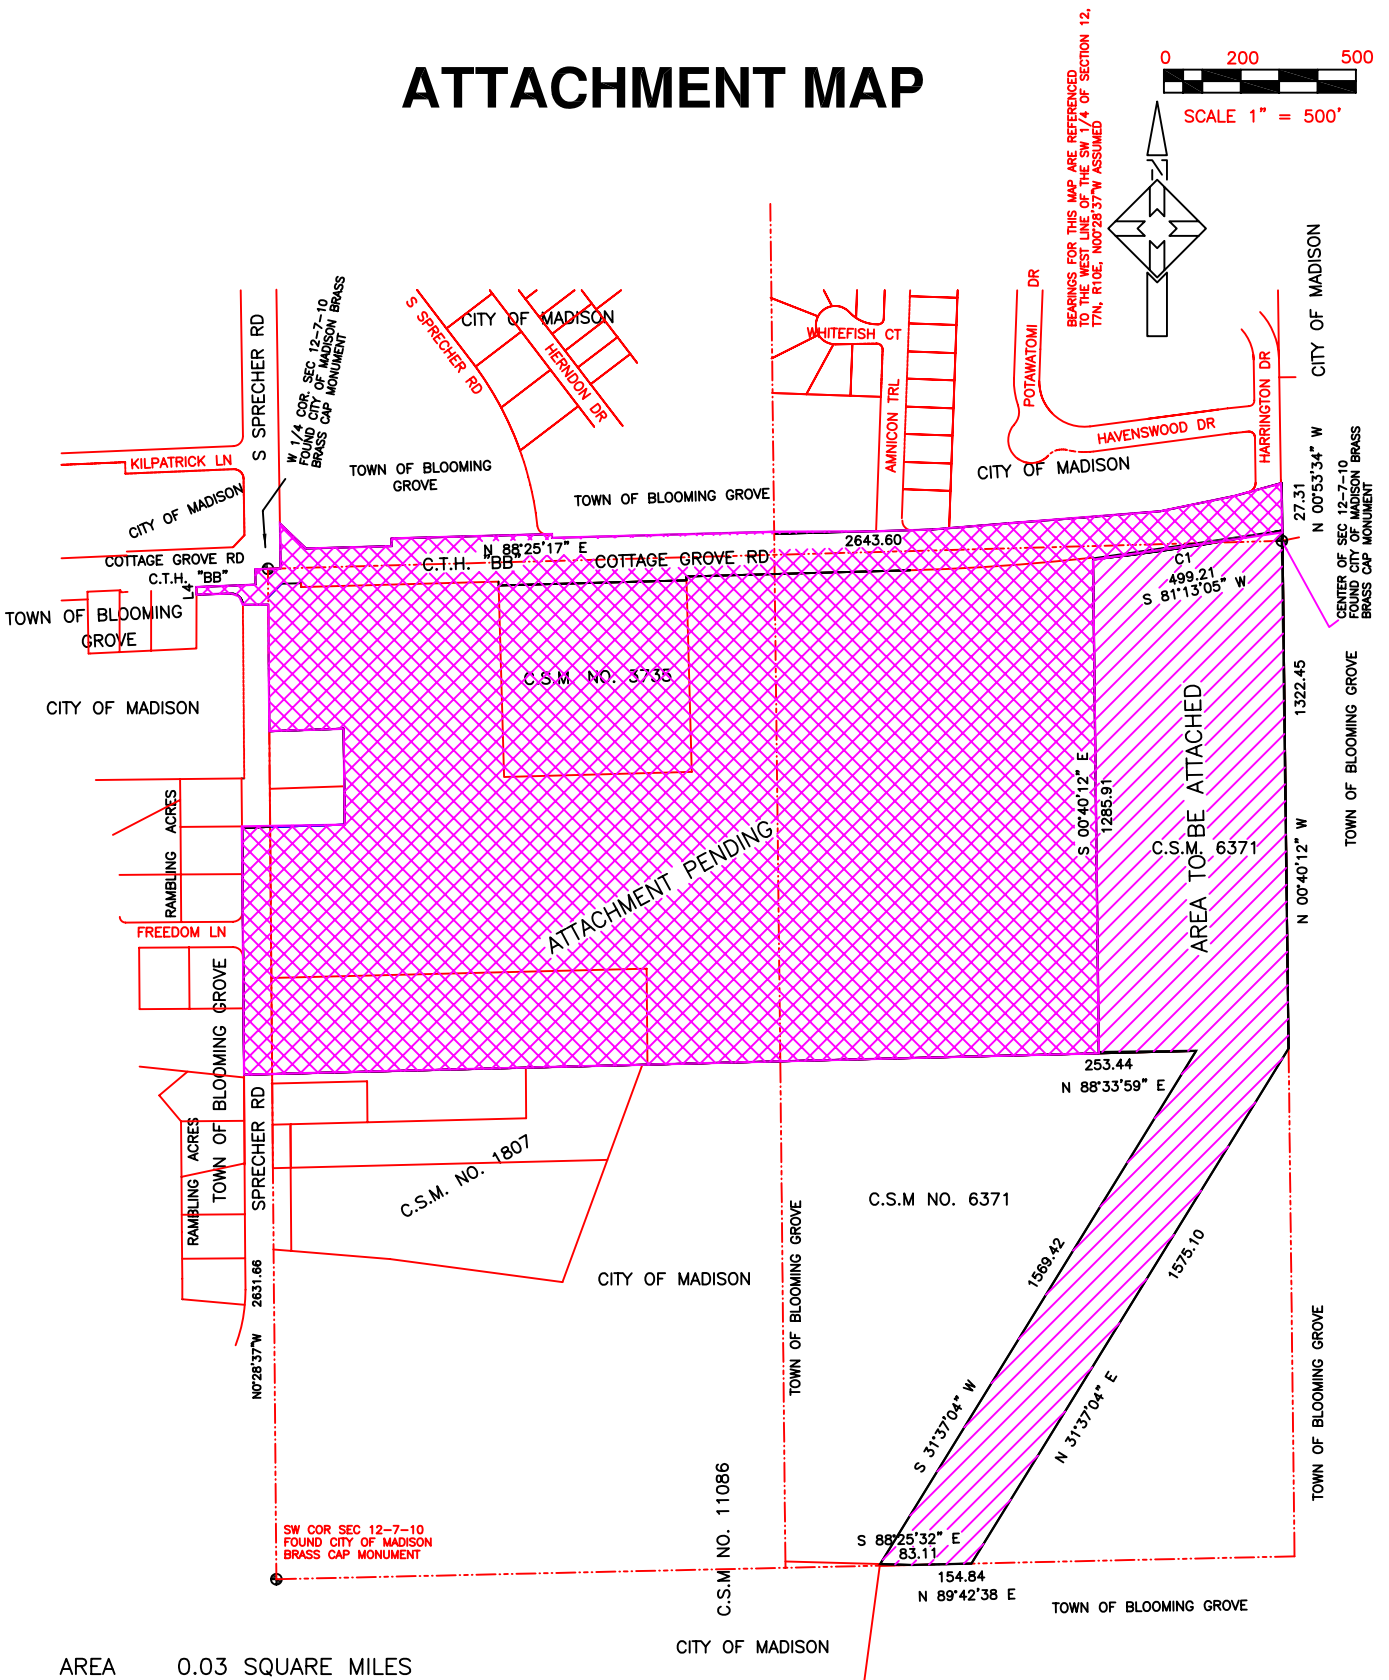 ATTACHMENT MAP
0 200 500
SCALE 1" = 500'
BEARINGS FOR THIS MAP ARE REFERENCED
TO THE WEST LINE OF THE SW 1/4 OF SECTION 12,
T7N, R10E, N00°28'37"W ASSUMED
CITY OF MADISON
S SPRECHER RD
W 1/4 COR. SEC 12-7-10
FOUND CITY OF MADISON BRASS
BRASS CAP MONUMENT
S SPRECHER RD
CITY OF MADISON
HERNDON DR
WHITEFISH CT
AMNICON TRL
POTAWATOMI DR
HAVENSWOOD DR
HARRINGTON DR
KILPATRICK LN
CITY OF MADISON
TOWN OF BLOOMING
GROVE
TOWN OF BLOOMING GROVE
CITY OF MADISON
27.31
N 00°53'34" W
CENTER OF SEC 12-7-10
FOUND CITY OF MADISON BRASS
BRASS CAP MONUMENT
COTTAGE GROVE RD
C.T.H. "BB"
L4
N 88°25'17" E
2643.60
C.T.H. "BB"
COTTAGE GROVE RD
C1
499.21
S 81°13'05" W
TOWN OF BLOOMING
GROVE
CITY OF MADISON
C.S.M. NO. 3735
1322.45
N 00°40'12" W
TOWN OF BLOOMING GROVE
S 00°40'12" E
1285.91
AREA TO BE ATTACHED
C.S.M. 6371
ATTACHMENT PENDING
RAMBLING ACRES
FREEDOM LN
TOWN OF BLOOMING GROVE
253.44
N 88°33'59" E
SPRECHER RD
RAMBLING ACRES
C.S.M. NO. 1807
C.S.M NO. 6371
CITY OF MADISON
TOWN OF BLOOMING GROVE
1569.42
S 31°37'04" W
1575.10
N 31°37'04" E
TOWN OF BLOOMING GROVE
N0°28'37"W 2631.66
C.S.M NO. 11086
SW COR SEC 12-7-10
FOUND CITY OF MADISON
BRASS CAP MONUMENT
S 88°25'32" E
83.11
154.84
N 89°42'38 E
TOWN OF BLOOMING GROVE
CITY OF MADISON
AREA 0.03 SQUARE MILES